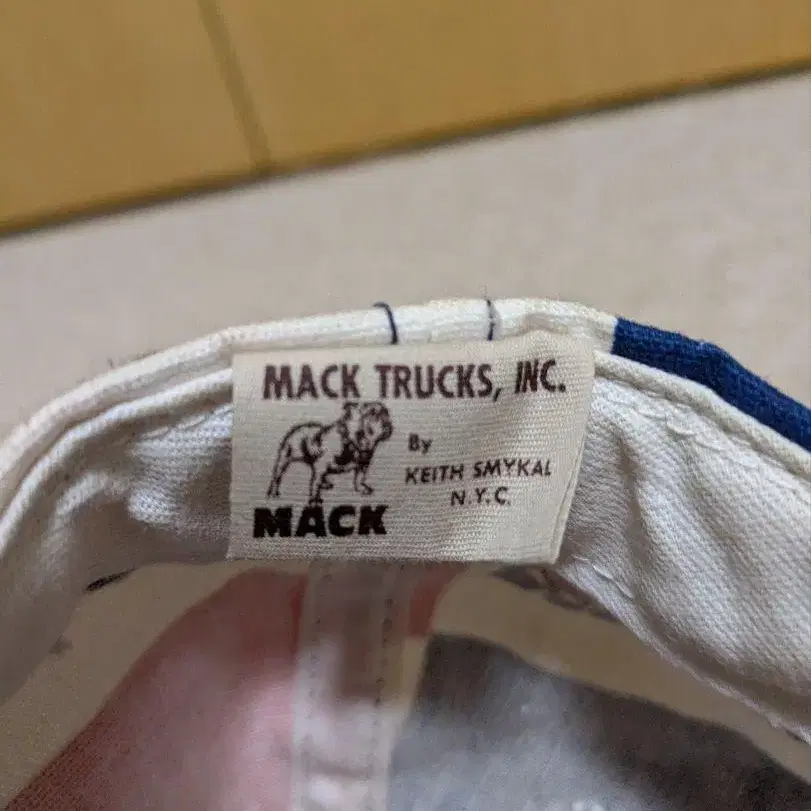 MACK TRUCKS, INC.
By
KEITH SMYKAL
N.Y.C.
MACK